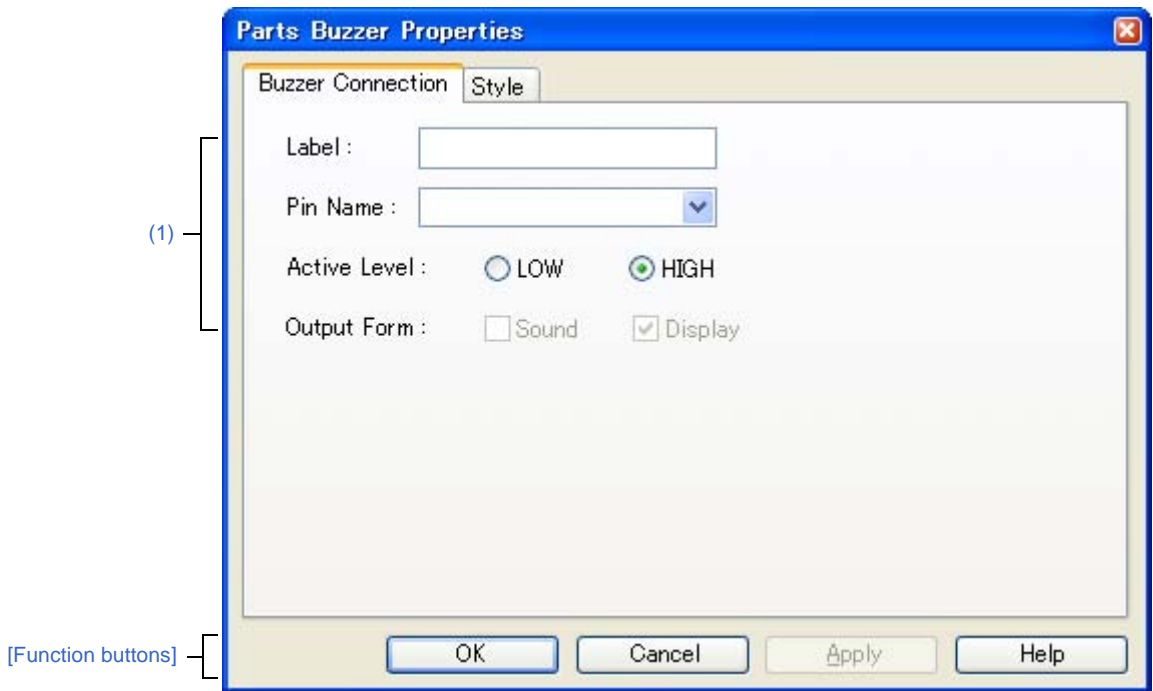 Parts Buzzer Properties
Buzzer Connection Style
Label :
Pin Name :
(1)
Active Level : LOW HIGH
Output Form : Sound Display
[Function buttons]
OK Cancel Apply Help